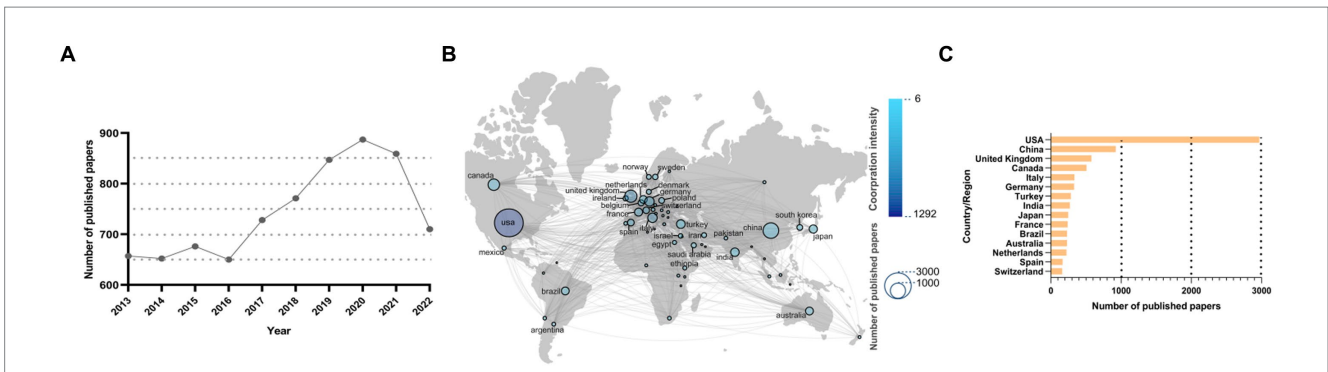 A
900
800
700
600
Number of published papers
2013
2014
2015
2016
2017
2018
2019
2020
2021
2022
Year
B
canada
usa
mexico
brazil
argentina
norway
sweden
netherlands
denmark
united kingdom
germany
ireland
poland
belgium
switzerland
france
italy
spain
turkey
israel
iran
egypt
pakistan
saudi arabia
ethiopia
india
china
south korea
japan
australia
6
Coorpration intensity
1292
Number of published papers
3000
1000
C
Country/Region
USA
China
United Kingdom
Canada
Italy
Germany
Turkey
India
Japan
France
Brazil
Australia
Netherlands
Spain
Switzerland
0
1000
2000
3000
Number of published papers